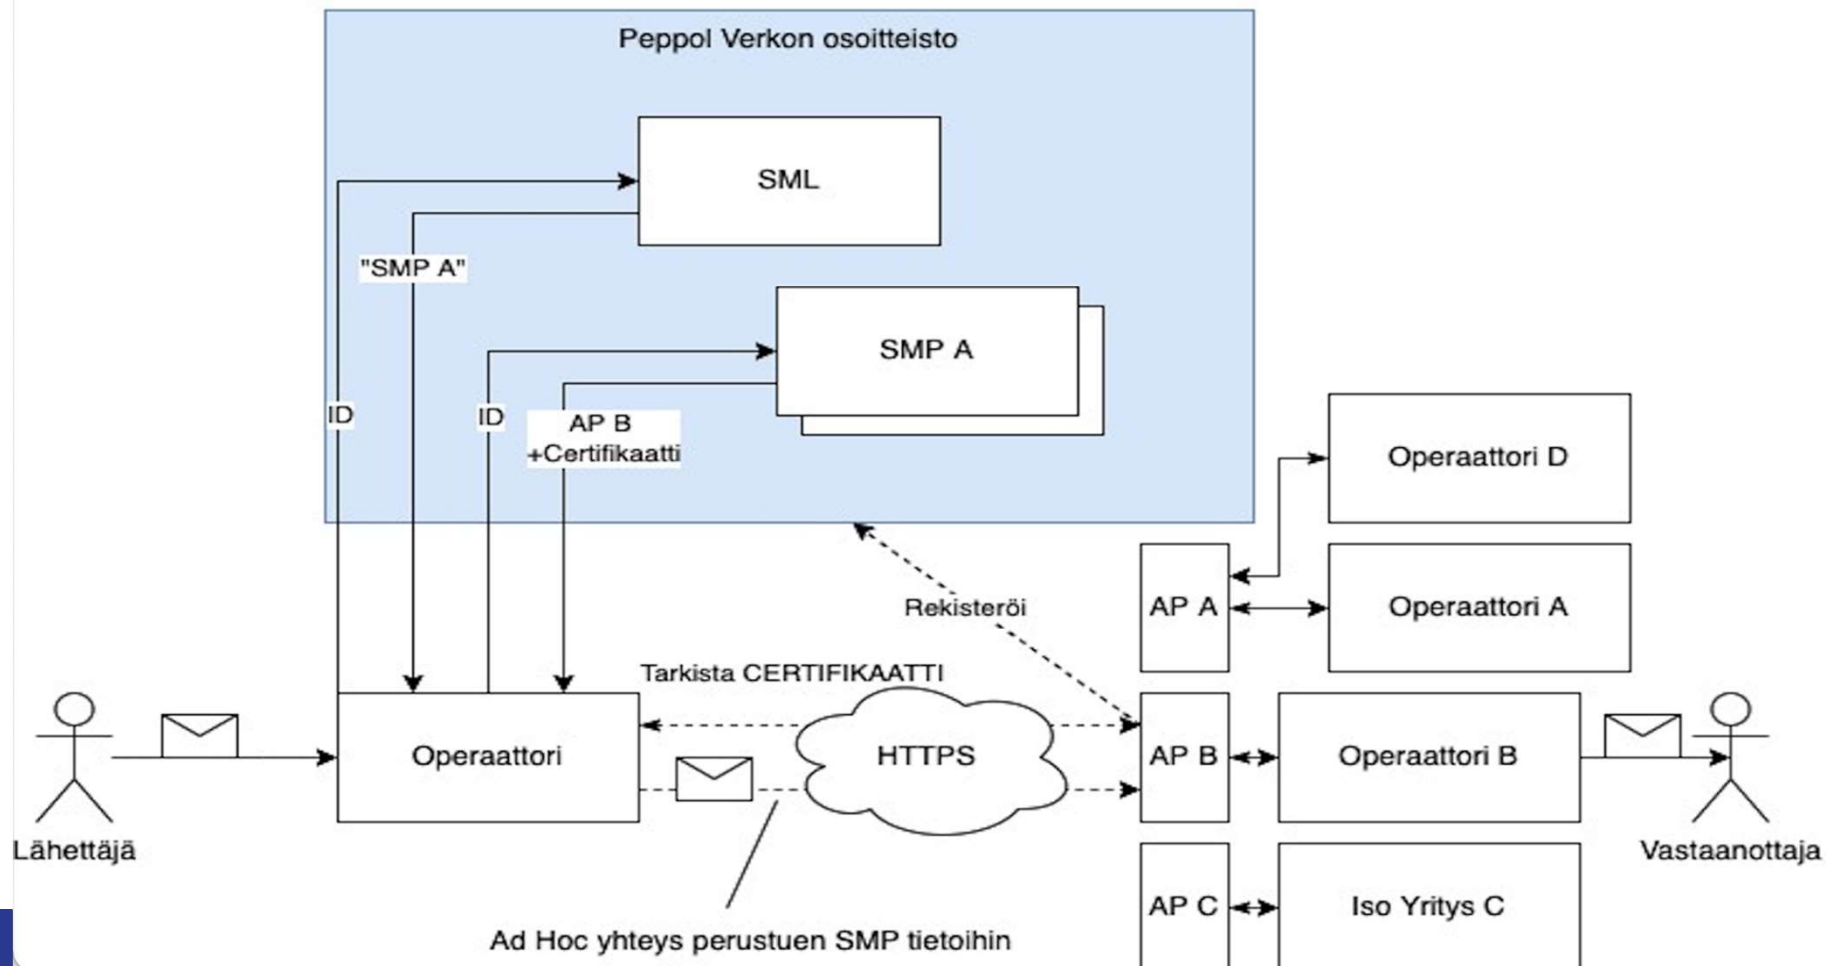 Peppol Verkon osoitteisto
SML
"SMP A"
SMP A
ID
ID
AP B
+Certifikaatti
Operaattori D
AP A
Operaattori A
Rekisteröi
Tarkista CERTIFIKAATTI
Operaattori
HTTPS
AP B
Operaattori B
Lähettäjä
Vastaanottaja
AP C
Iso Yritys C
Ad Hoc yhteys perustuen SMP tietoihin